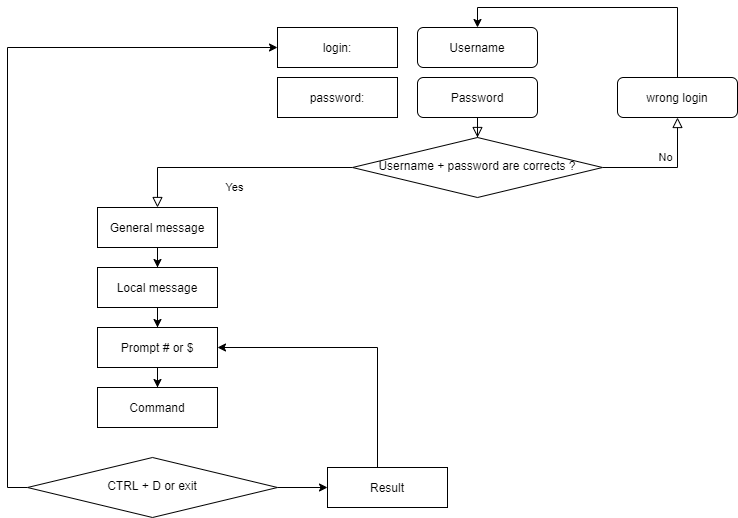 login:
Username
password:
Password
wrong login
Username + password are corrects ?
No
Yes
General message
Local message
Prompt # or $
Command
CTRL + D or exit
Result